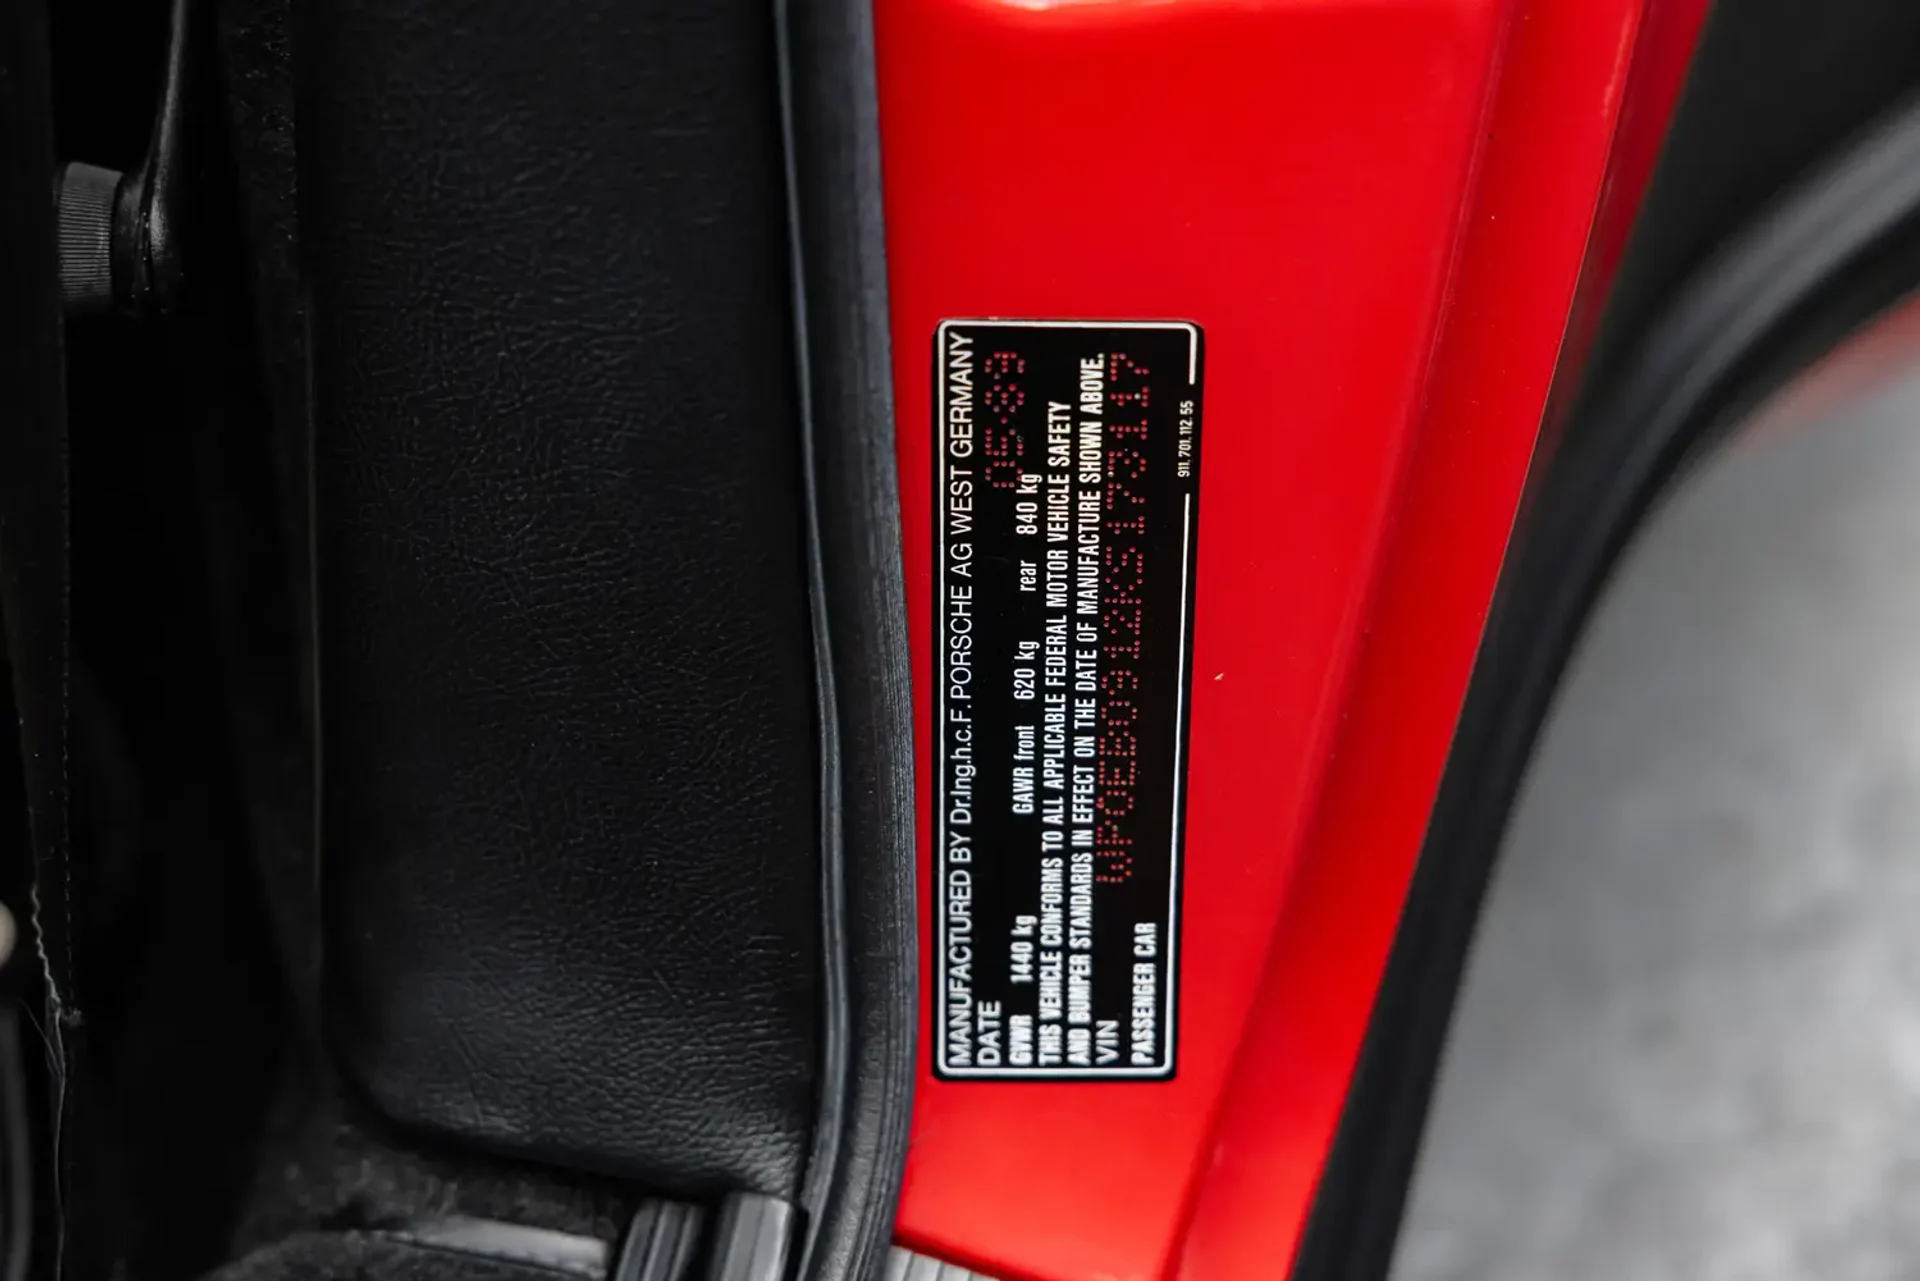 MANUFACTURED BY Dr.Ing.h.c.F. PORSCHE AG WEST GERMANY
DATE 05-89
GVWR 1440 kg GAWR front 620 kg rear 840 kg
THIS VEHICLE CONFORMS TO ALL APPLICABLE FEDERAL MOTOR VEHICLE SAFETY
AND BUMPER STANDARDS IN EFFECT ON THE DATE OF MANUFACTURE SHOWN ABOVE.
VIN WP0EB0912KS173117
PASSENGER CAR
911.701.112.55